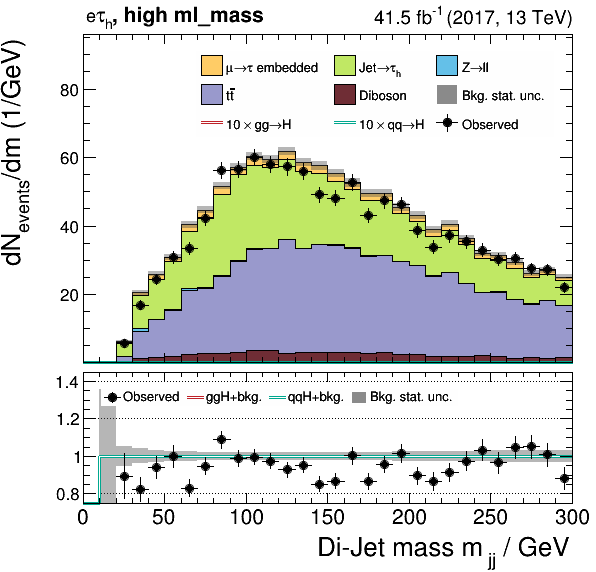 eτh, high ml_mass 41.5 fb⁻¹ (2017, 13 TeV)
μ→τ embedded Jet→τh Z→ll
tt̄ Diboson Bkg. stat. unc.
10 × gg→H 10 × qq→H Observed
dNevents/dm (1/GeV)
80
60
40
20
Observed ggH+bkg. qqH+bkg. Bkg. stat. unc.
1.4
1.2
1
0.8
0 50 100 150 200 250 300
Di-Jet mass mjj / GeV